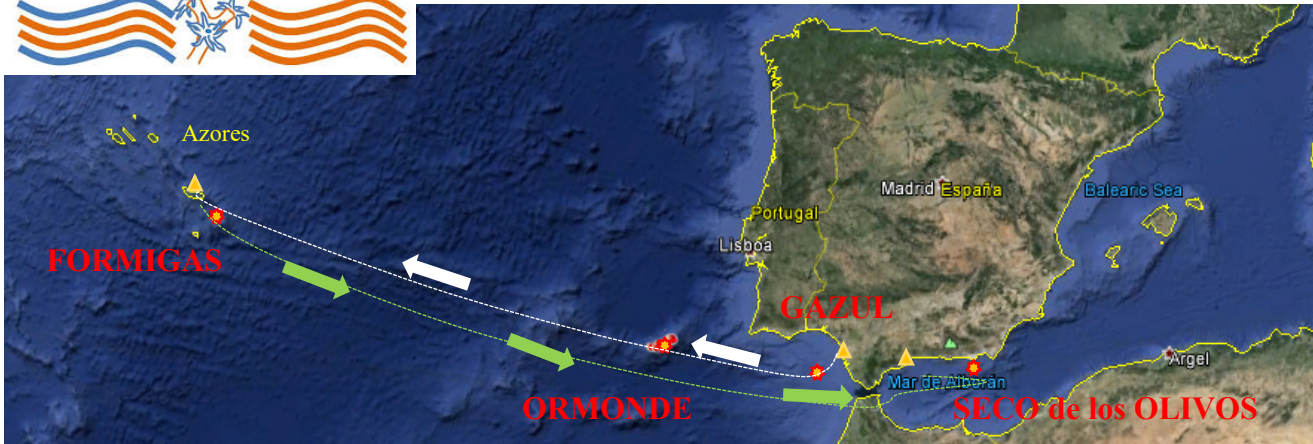 Azores
Madrid
España
Balearic Sea
Portugal
Lisboa
FORMIGAS
GAZUL
Argel
Mar de Alborán
ORMONDE
SECO de los OLIVOS